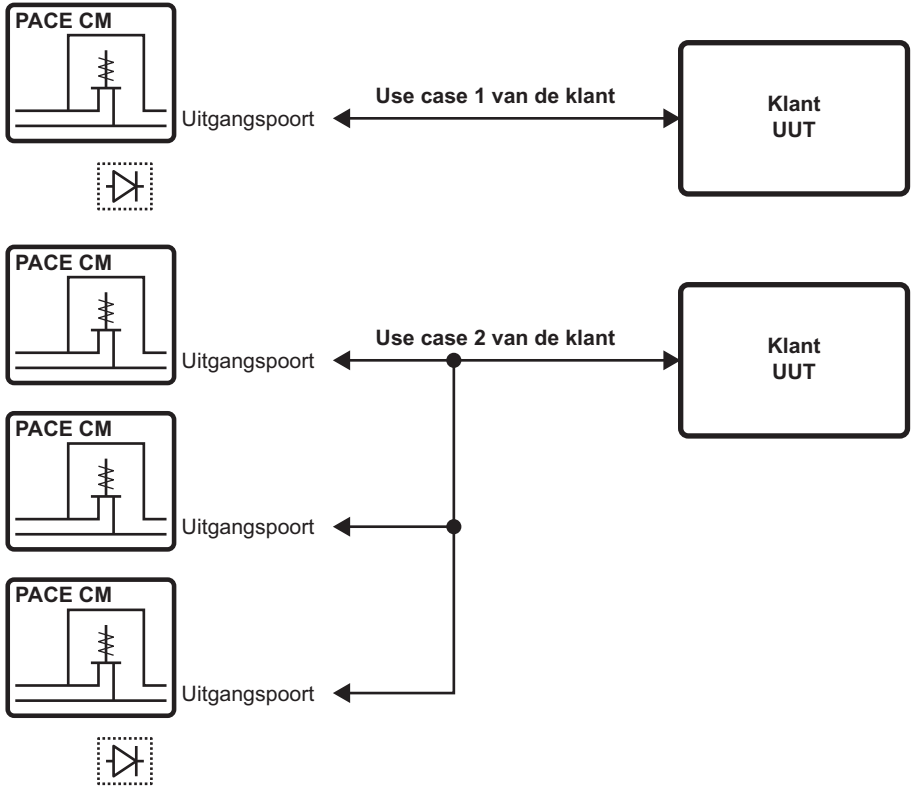 PACE CM
Uitgangspoort
Use case 1 van de klant
Klant
UUT
PACE CM
Uitgangspoort
Use case 2 van de klant
Klant
UUT
PACE CM
Uitgangspoort
PACE CM
Uitgangspoort